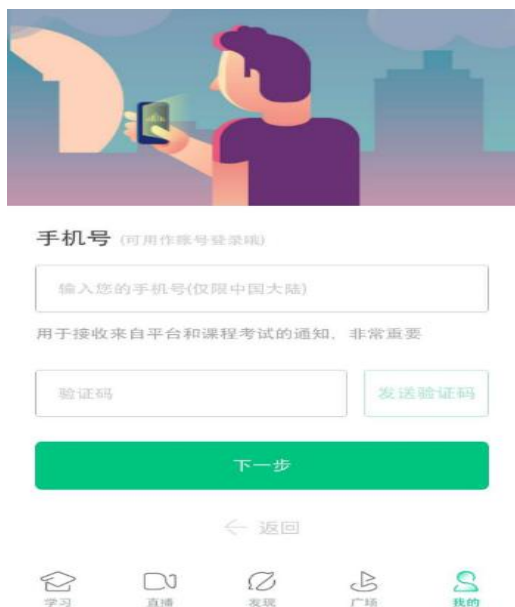 手机号 (可用作账号登录哦)
输入您的手机号(仅限中国大陆)
用于接收来自平台和课程考试的通知，非常重要
验证码 发送验证码
下一步
← 返回
学习 直播 发现 广场 我的